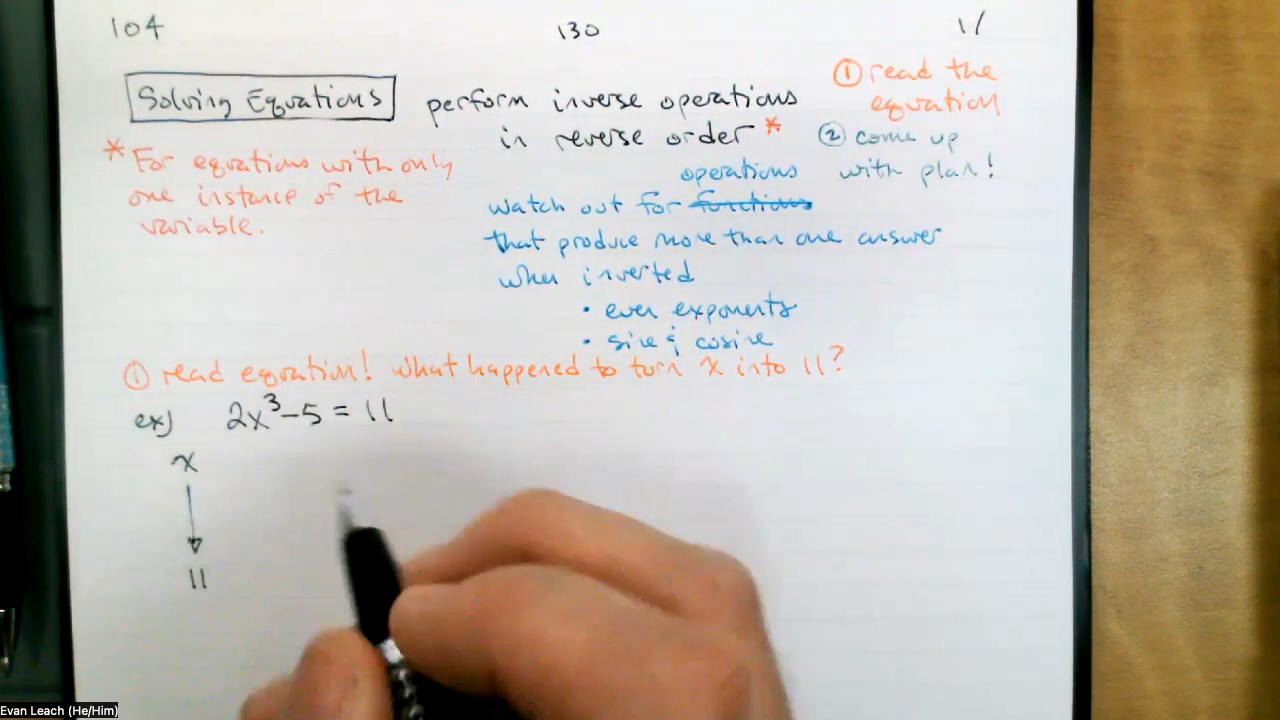 104 130 1/
Solving Equations
perform inverse operations
in reverse order *
① read the
equation
② come up
with plan!
* For equations with only
one instance of the
variable.
operations
watch out for functions
that produce more than one answer
when inverted
• even exponents
• sine & cosine
① read equation! what happened to turn x into 11?
ex) 2x³-5 = 11
x
11
Evan Leach (He/Him)